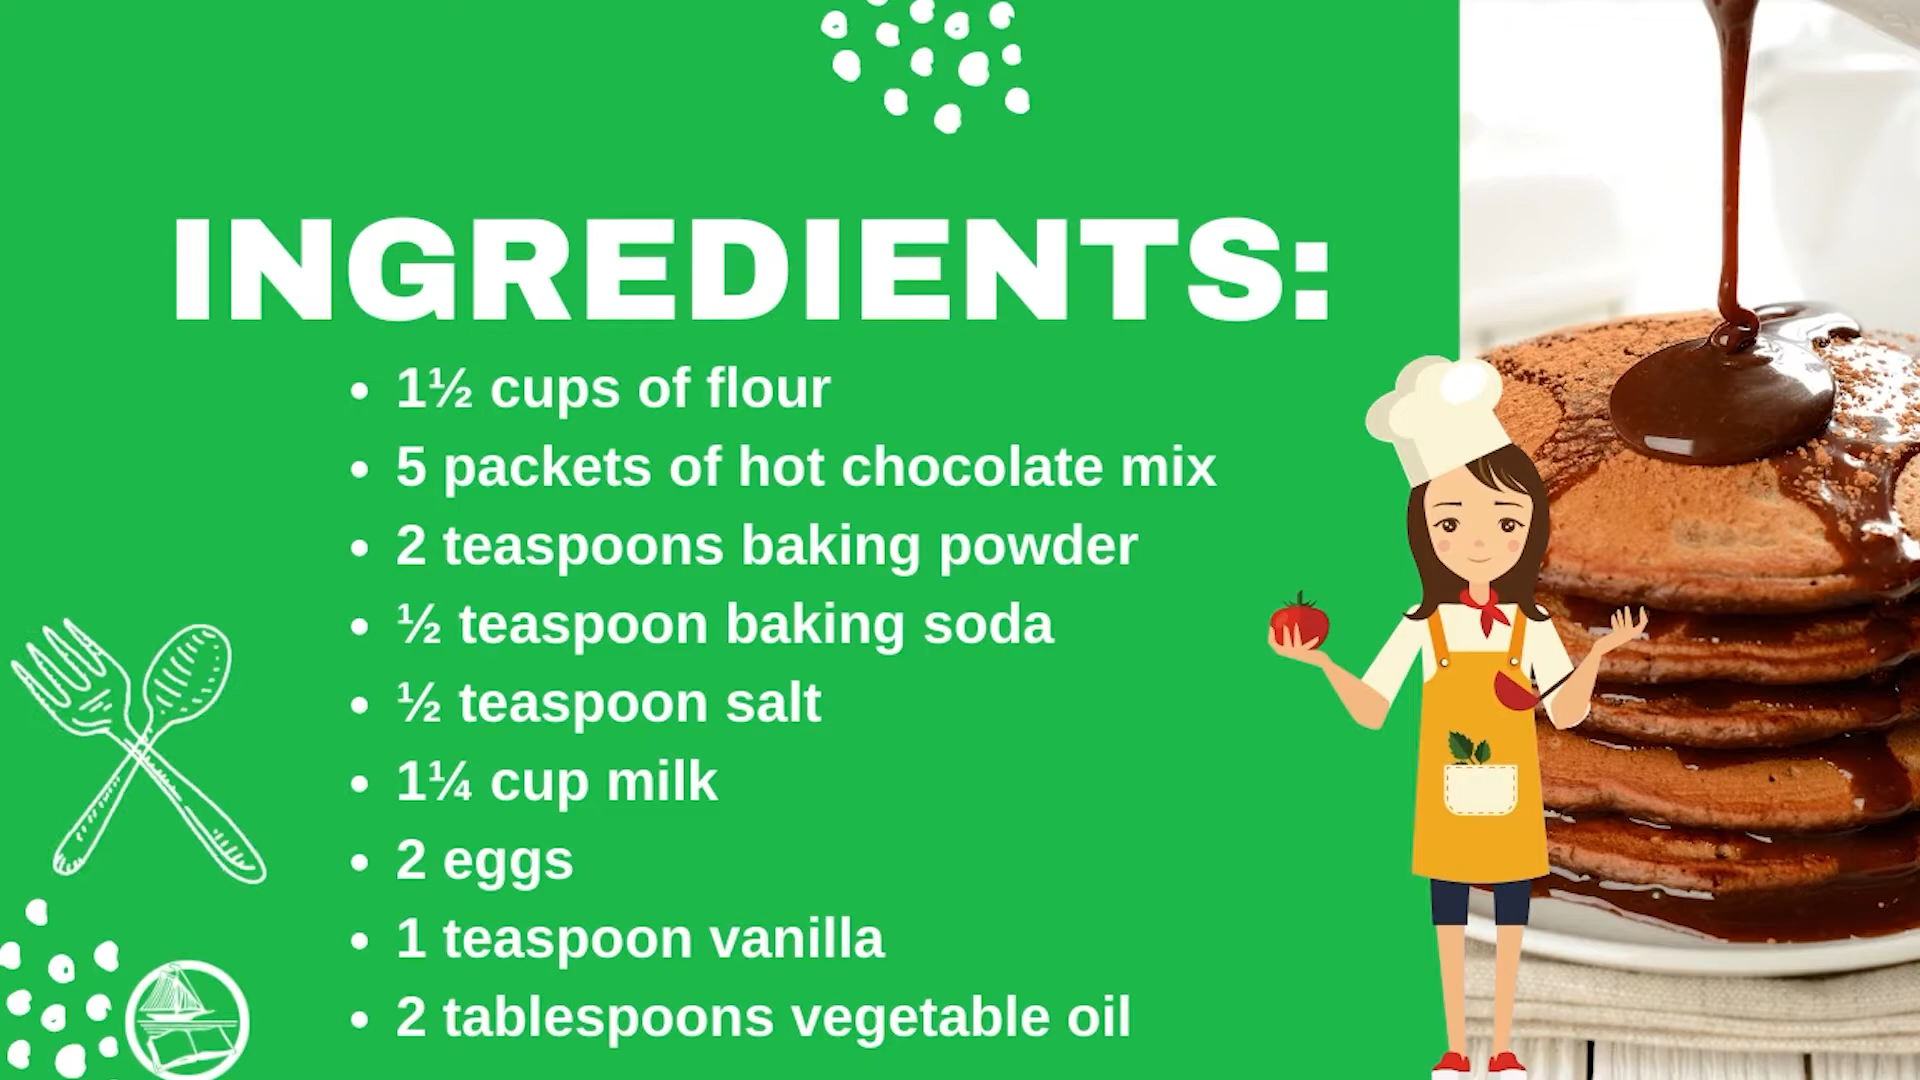 INGREDIENTS:
• 1½ cups of flour
• 5 packets of hot chocolate mix
• 2 teaspoons baking powder
• ½ teaspoon baking soda
• ½ teaspoon salt
• 1¼ cup milk
• 2 eggs
• 1 teaspoon vanilla
• 2 tablespoons vegetable oil